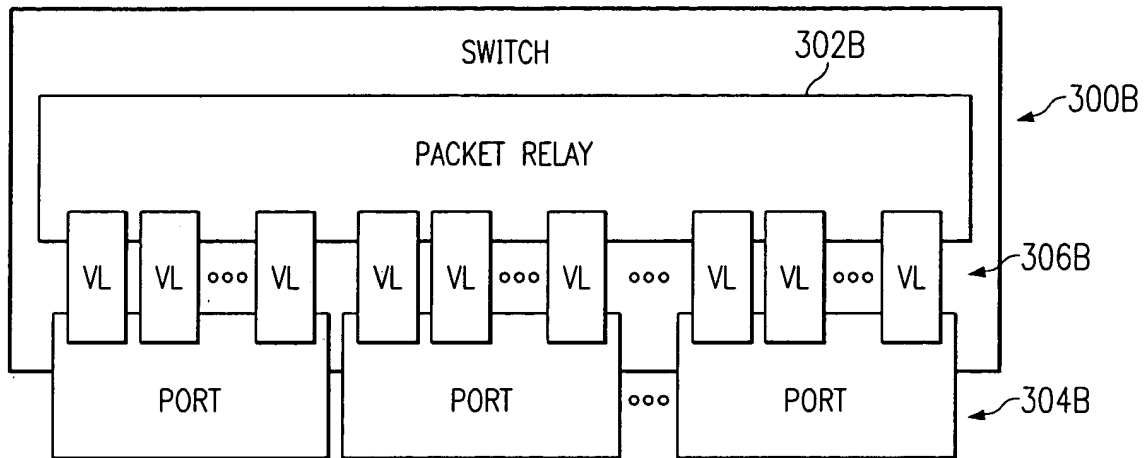 SWITCH
302B
300B
PACKET RELAY
VL VL ooo VL VL VL ooo VL ooo VL VL ooo VL
306B
PORT PORT ooo PORT
304B